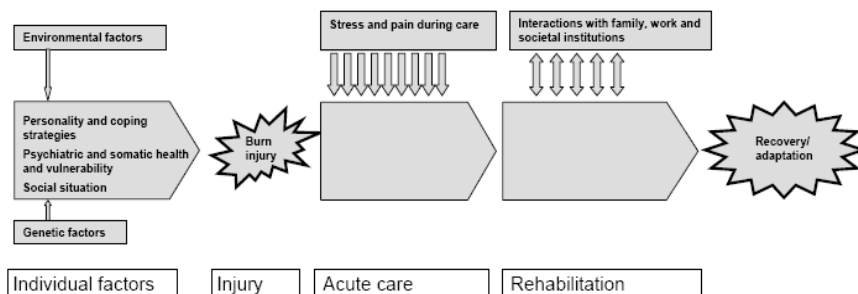 Environmental factors
Stress and pain during care
Interactions with family, work and
societal institutions
Personality and coping
strategies
Psychiatric and somatic health
and vulnerability
Social situation
Burn
injury
Recovery/
adaptation
Genetic factors
Individual factors
Injury
Acute care
Rehabilitation